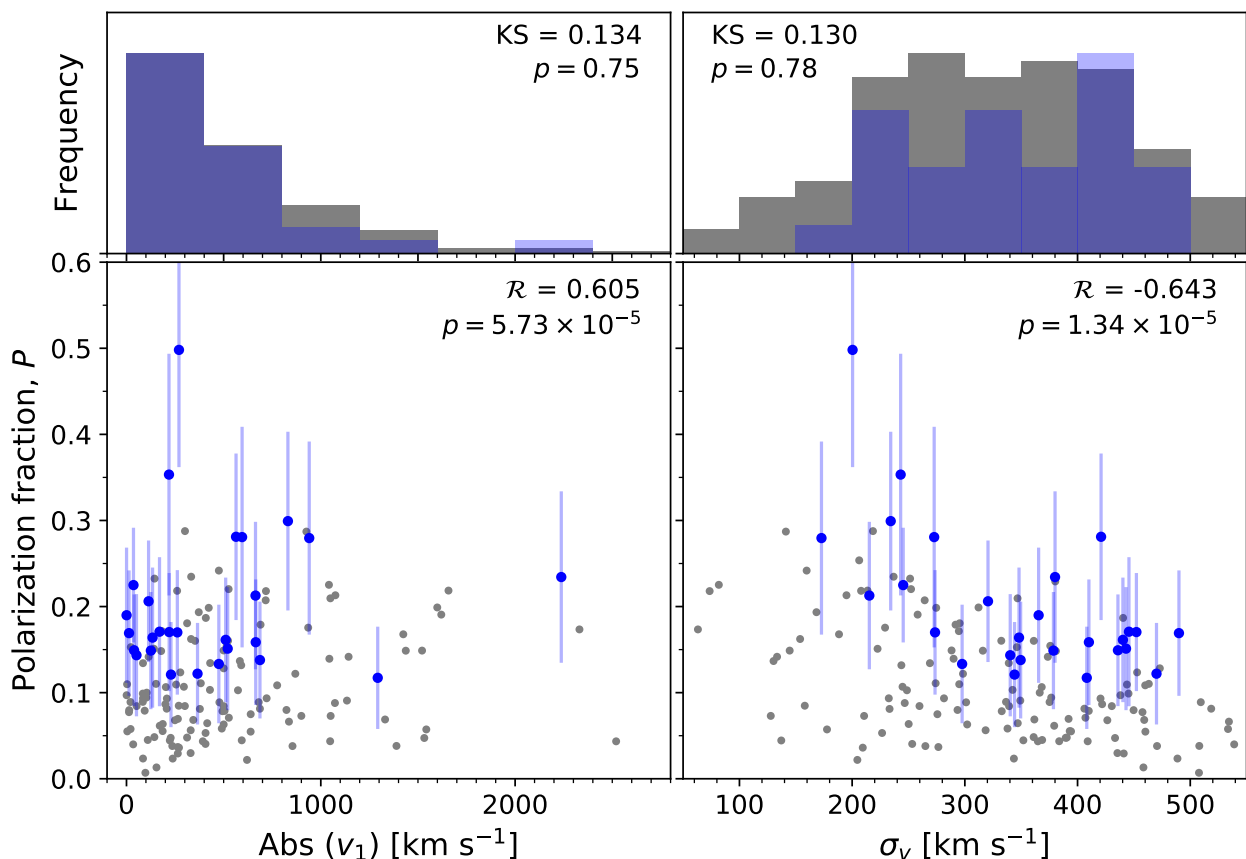 KS = 0.134
p = 0.75
KS = 0.130
p = 0.78
Frequency
ℛ = 0.605
p = 5.73 × 10⁻⁵
ℛ = -0.643
p = 1.34 × 10⁻⁵
Polarization fraction, P
0.6
0.5
0.4
0.3
0.2
0.1
0.0
0 1000 2000
100 200 300 400 500
Abs (v₁) [km s⁻¹]
σᵥ [km s⁻¹]